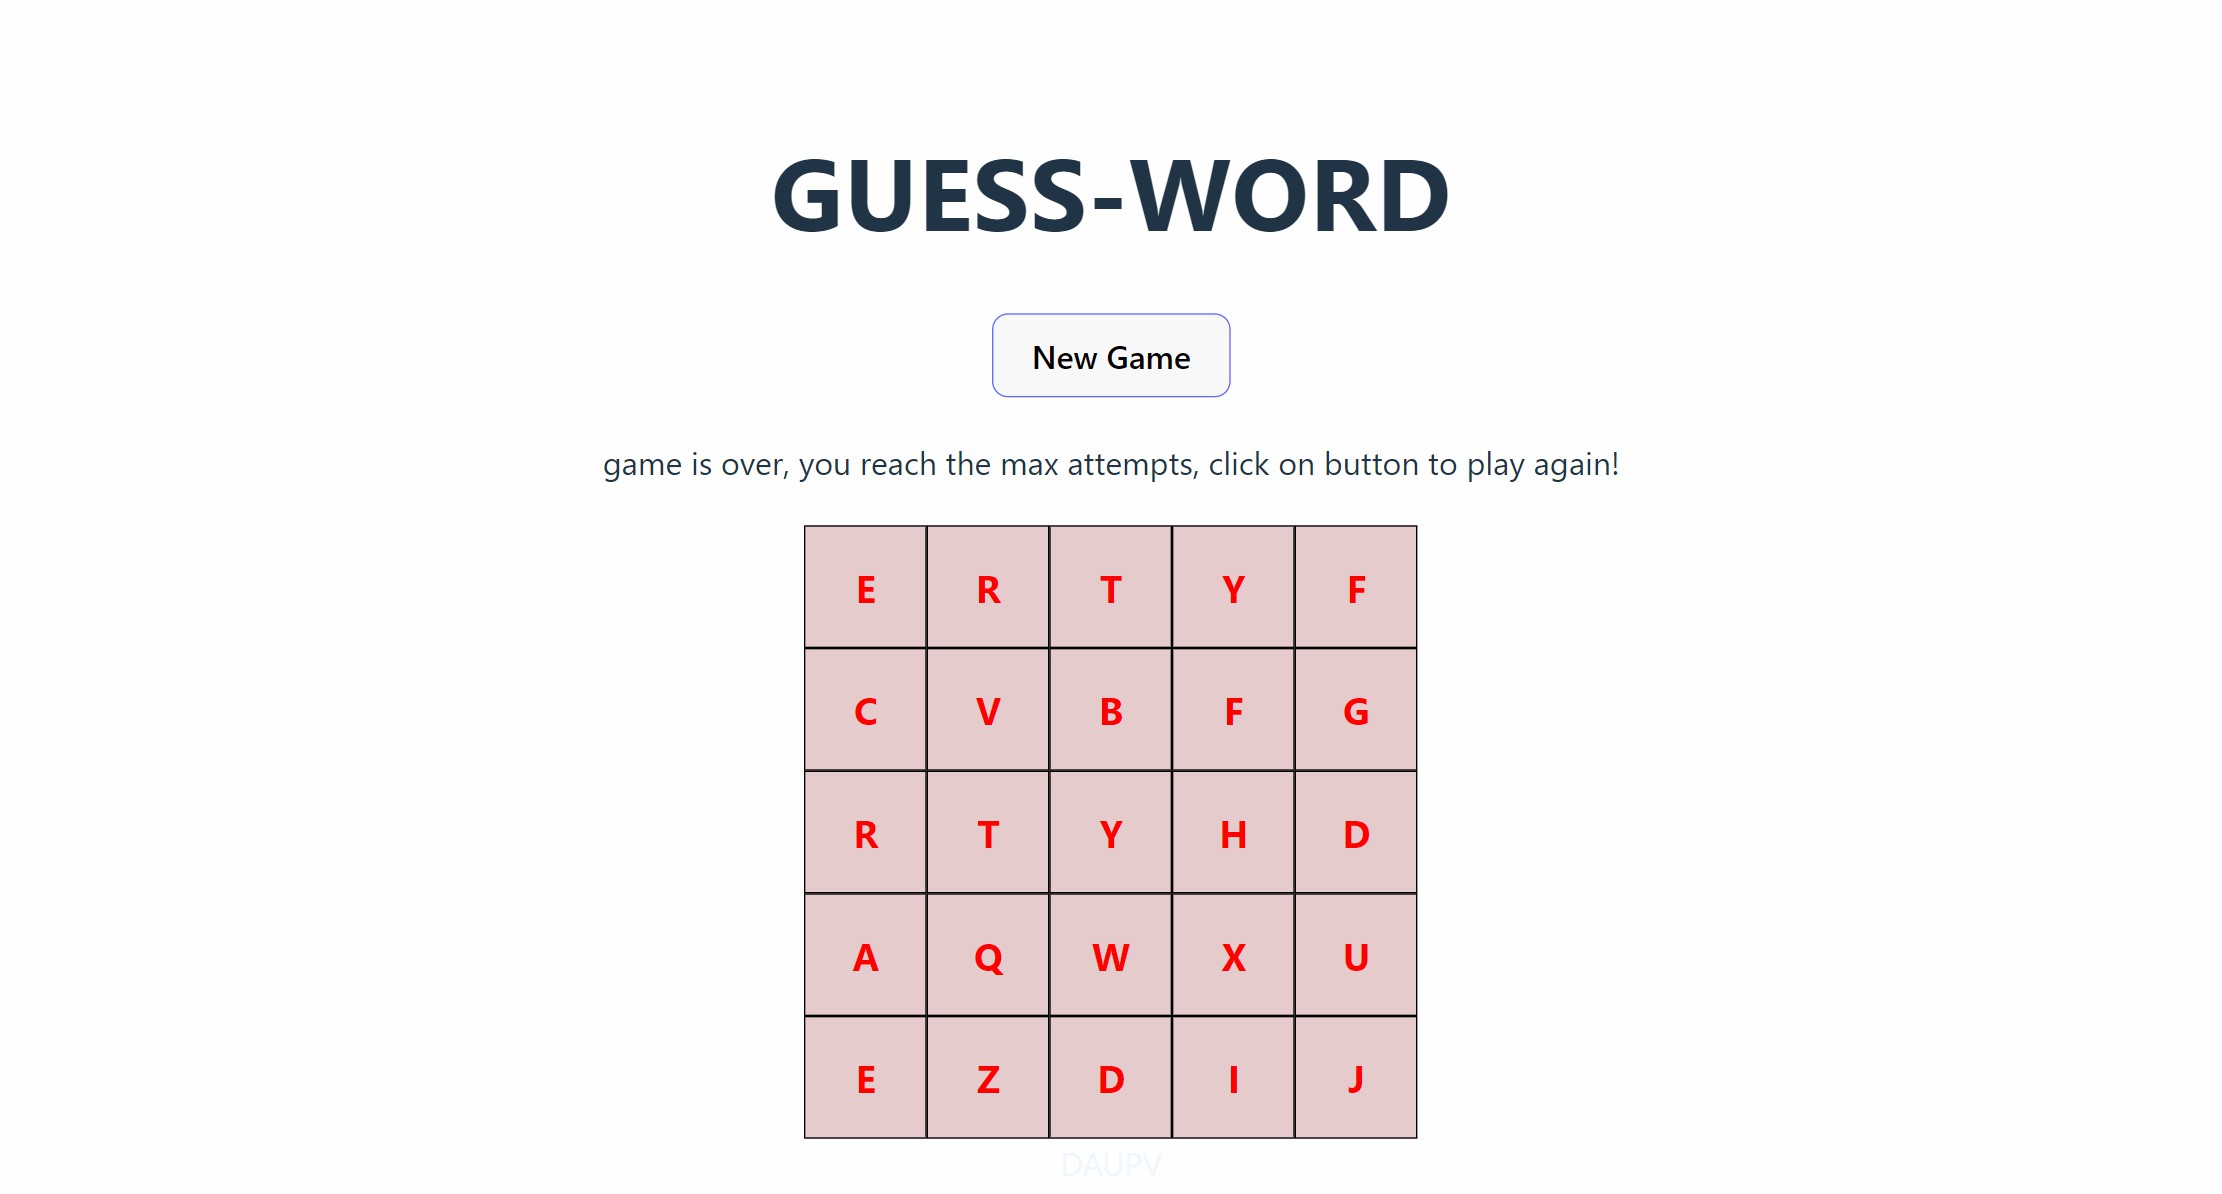 GUESS-WORD
New Game
game is over, you reach the max attempts, click on button to play again!
E R T Y F
C V B F G
R T Y H D
A Q W X U
E Z D I J
DAUPV